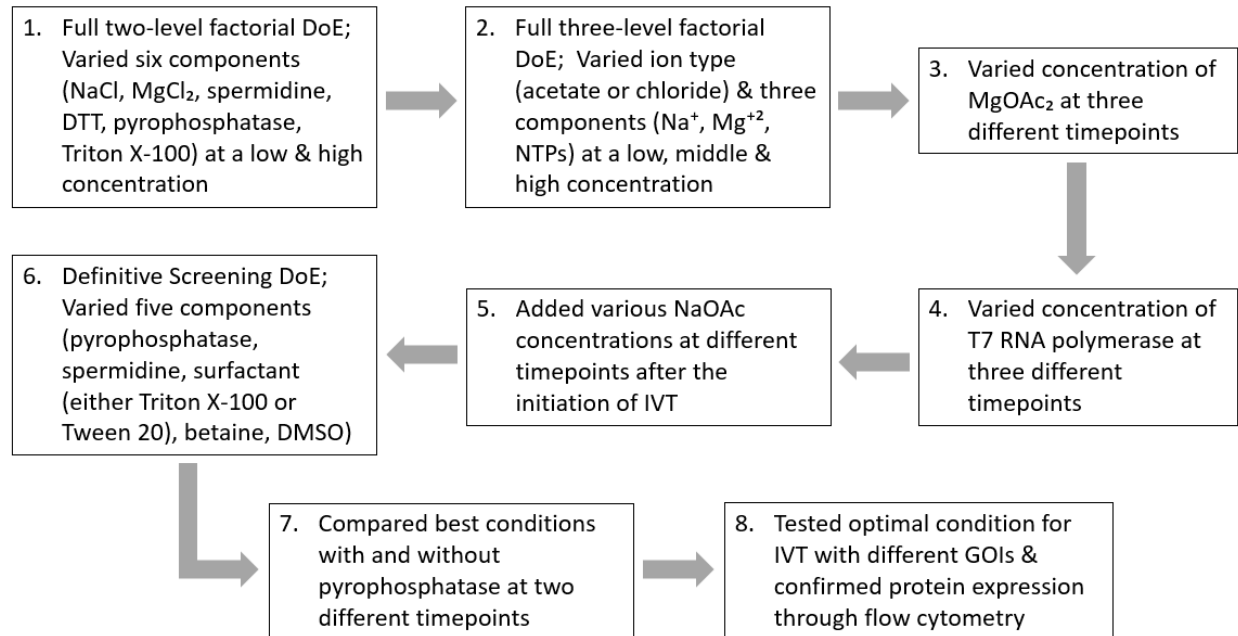 1. Full two-level factorial DoE;
Varied six components
(NaCl, MgCl₂, spermidine,
DTT, pyrophosphatase,
Triton X-100) at a low & high
concentration
2. Full three-level factorial
DoE; Varied ion type
(acetate or chloride) & three
components (Na⁺, Mg⁺²,
NTPs) at a low, middle &
high concentration
3. Varied concentration of
MgOAc₂ at three
different timepoints
4. Varied concentration of
T7 RNA polymerase at
three different
timepoints
5. Added various NaOAc
concentrations at different
timepoints after the
initiation of IVT
6. Definitive Screening DoE;
Varied five components
(pyrophosphatase,
spermidine, surfactant
(either Triton X-100 or
Tween 20), betaine, DMSO)
7. Compared best conditions
with and without
pyrophosphatase at two
different timepoints
8. Tested optimal condition for
IVT with different GOIs &
confirmed protein expression
through flow cytometry